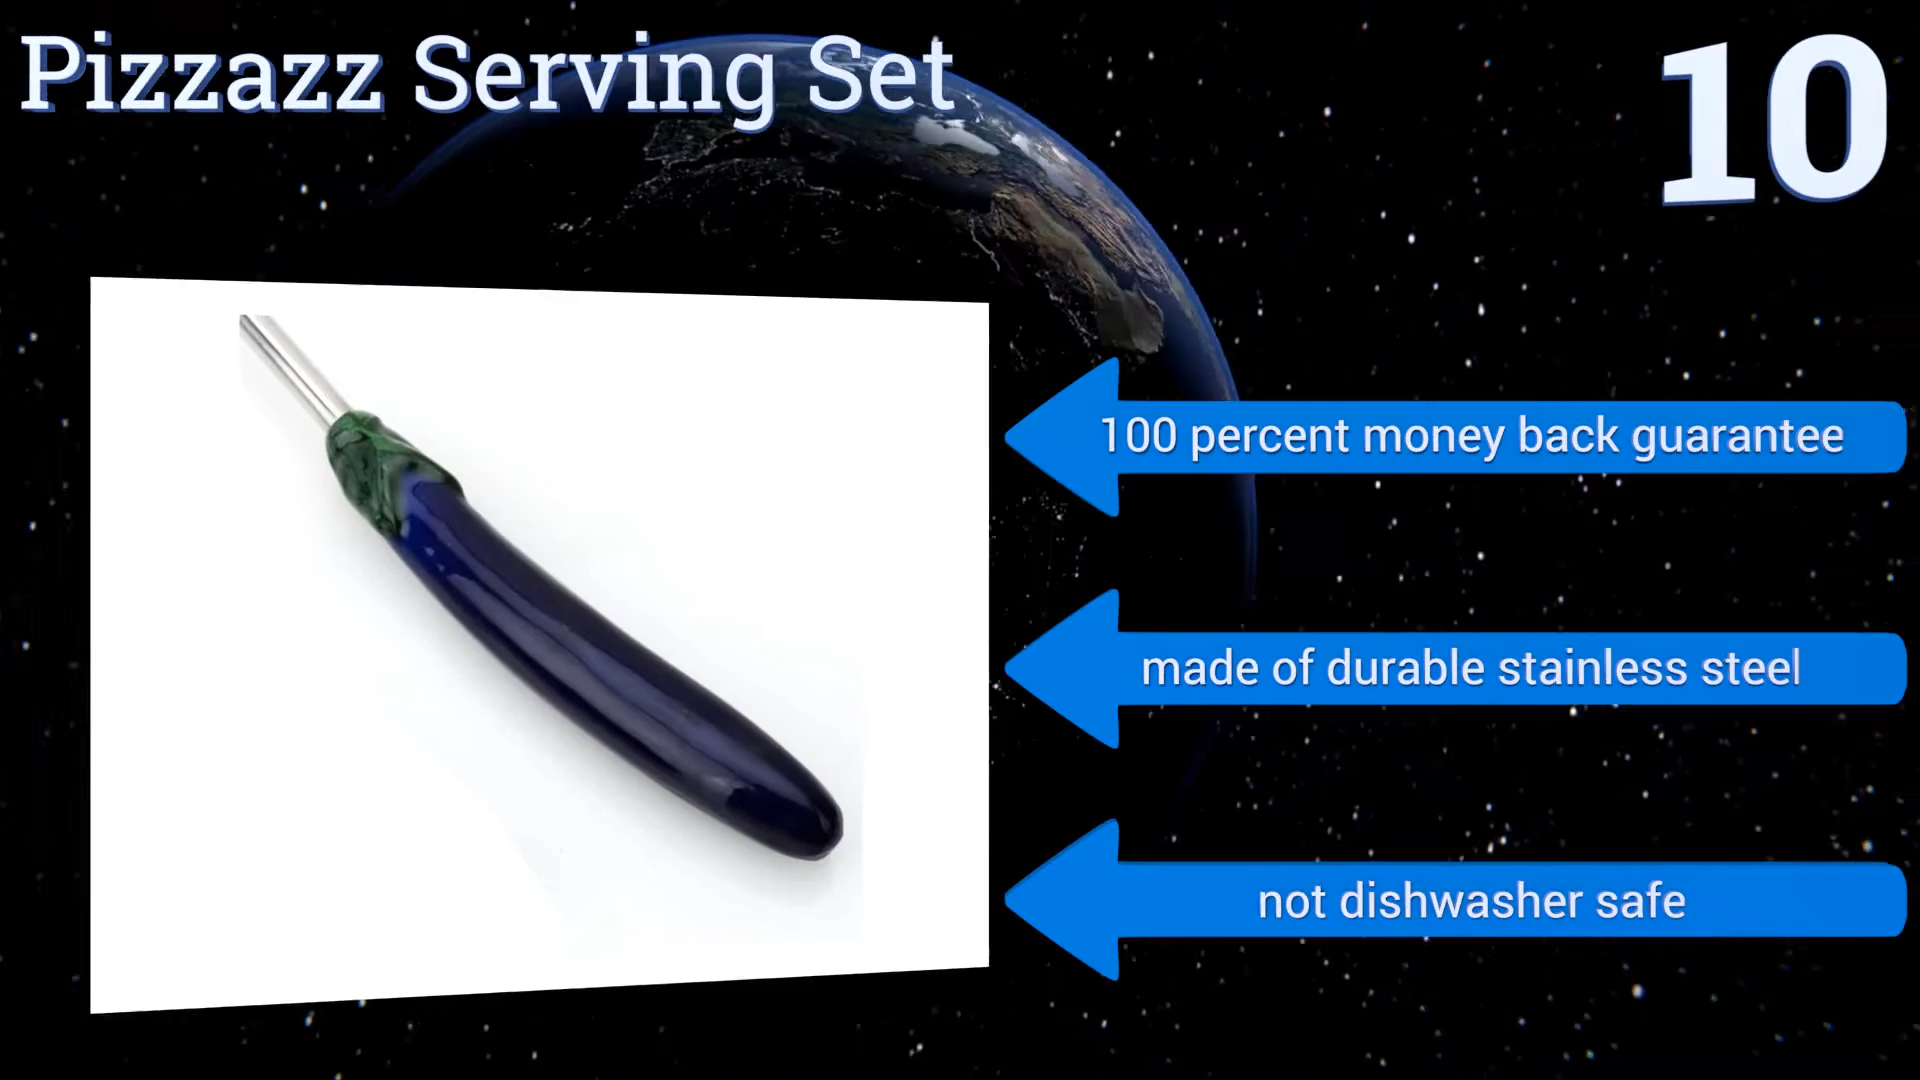 Pizzazz Serving Set
10
100 percent money back guarantee
made of durable stainless steel
not dishwasher safe